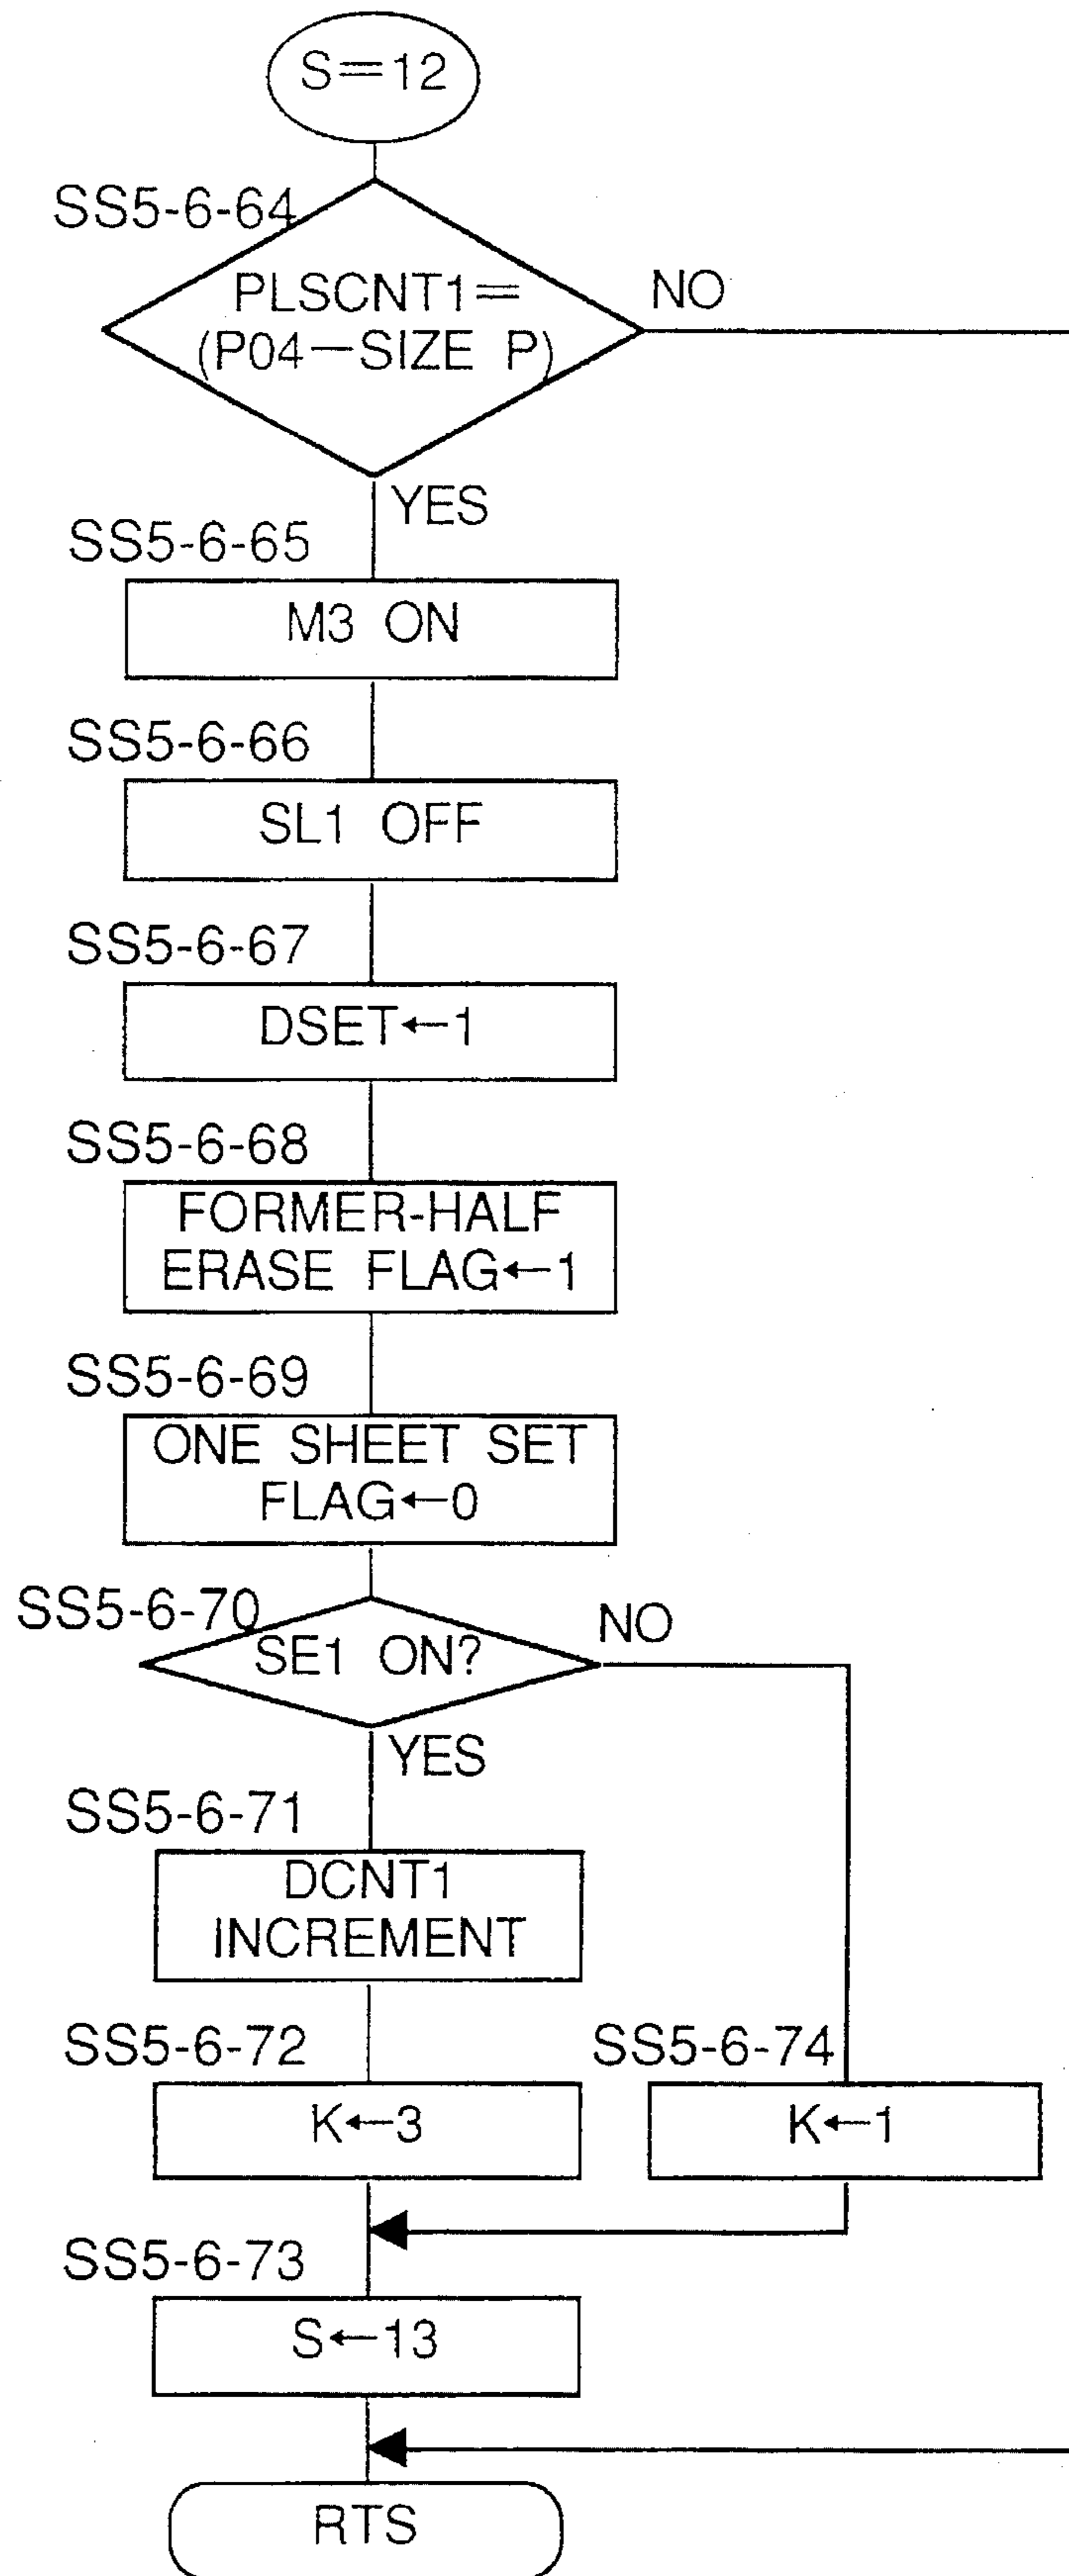 S=12
SS5-6-64
PLSCNT1=
(P04-SIZE P)
NO
YES
SS5-6-65
M3 ON
SS5-6-66
SL1 OFF
SS5-6-67
DSET←1
SS5-6-68
FORMER-HALF
ERASE FLAG←1
SS5-6-69
ONE SHEET SET
FLAG←0
SS5-6-70
SE1 ON?
NO
YES
SS5-6-71
DCNT1
INCREMENT
SS5-6-72
K←3
SS5-6-74
K←1
SS5-6-73
S←13
RTS